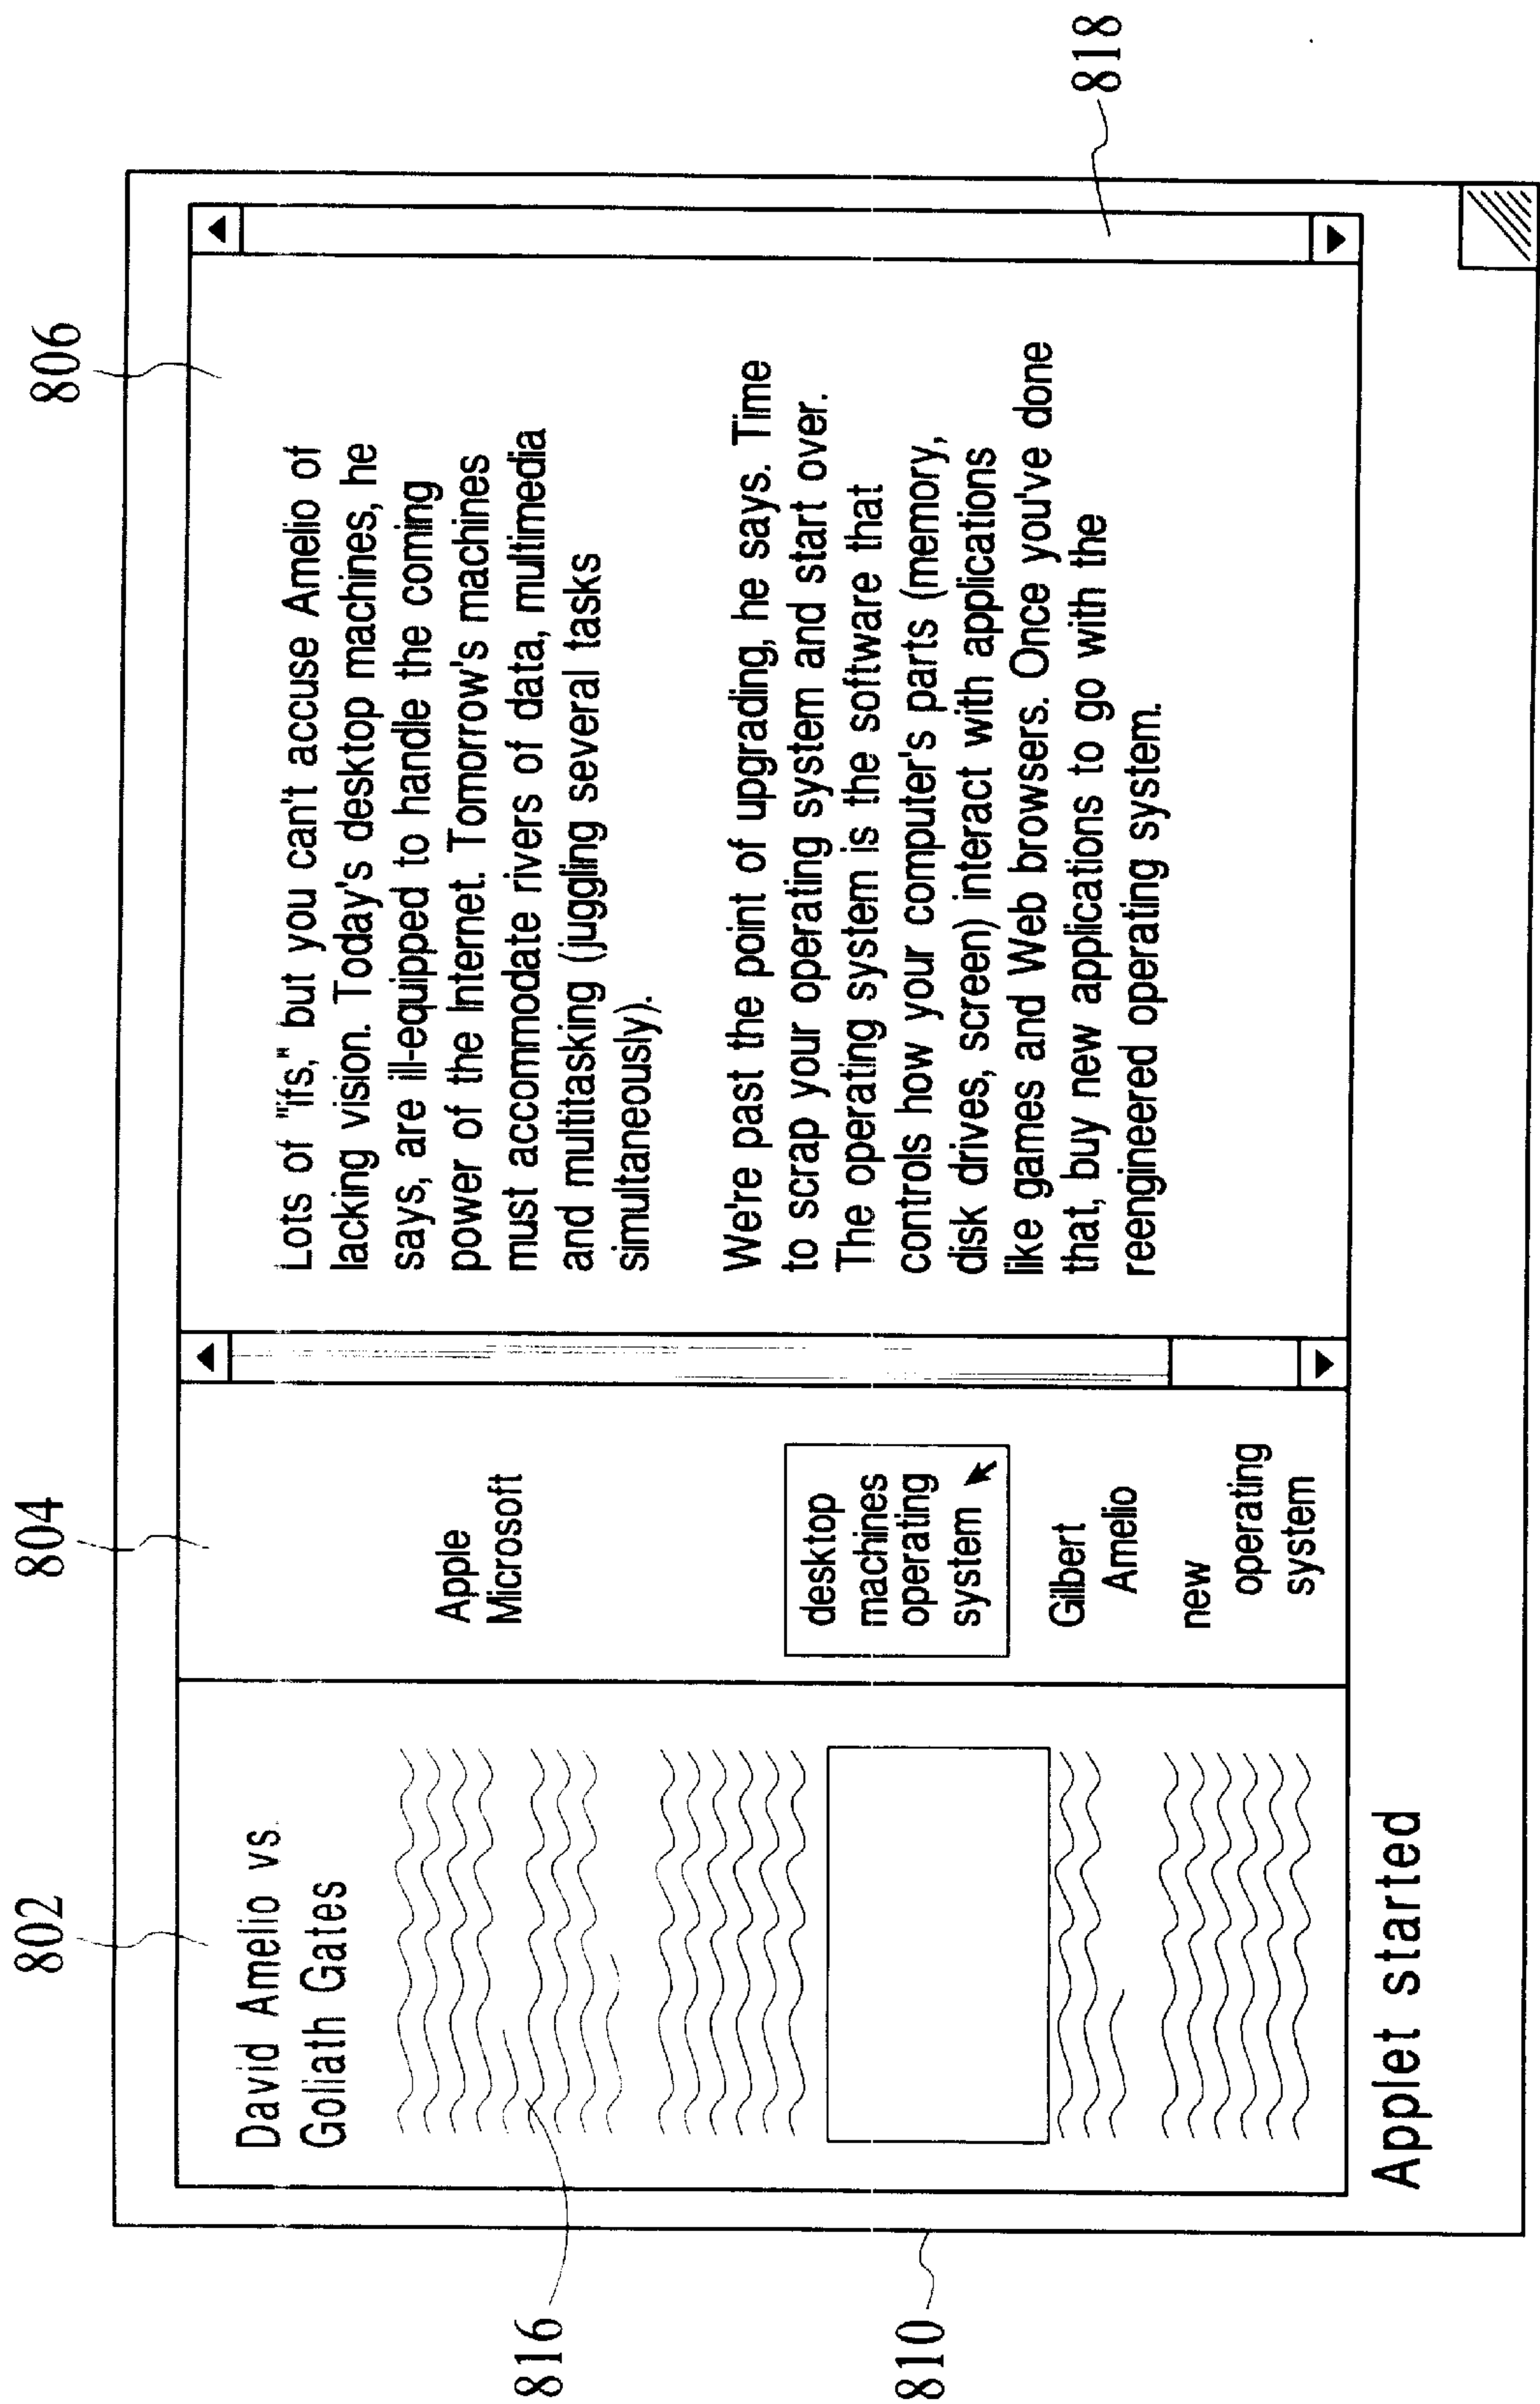 802
804
806
David Amelio vs.
Goliath Gates
Apple
Microsoft
desktop
machines
operating
system
Gilbert
Amelio
new
operating
system
Lots of "ifs," but you can't accuse Amelio of
lacking vision. Today's desktop machines, he
says, are ill-equipped to handle the coming
power of the Internet. Tomorrow's machines
must accommodate rivers of data, multimedia
and multitasking (juggling several tasks
simultaneously).
We're past the point of upgrading, he says. Time
to scrap your operating system and start over.
The operating system is the software that
controls how your computer's parts (memory,
disk drives, screen) interact with applications
like games and Web browsers. Once you've done
that, buy new applications to go with the
reengineered operating system.
816
810
818
Applet started